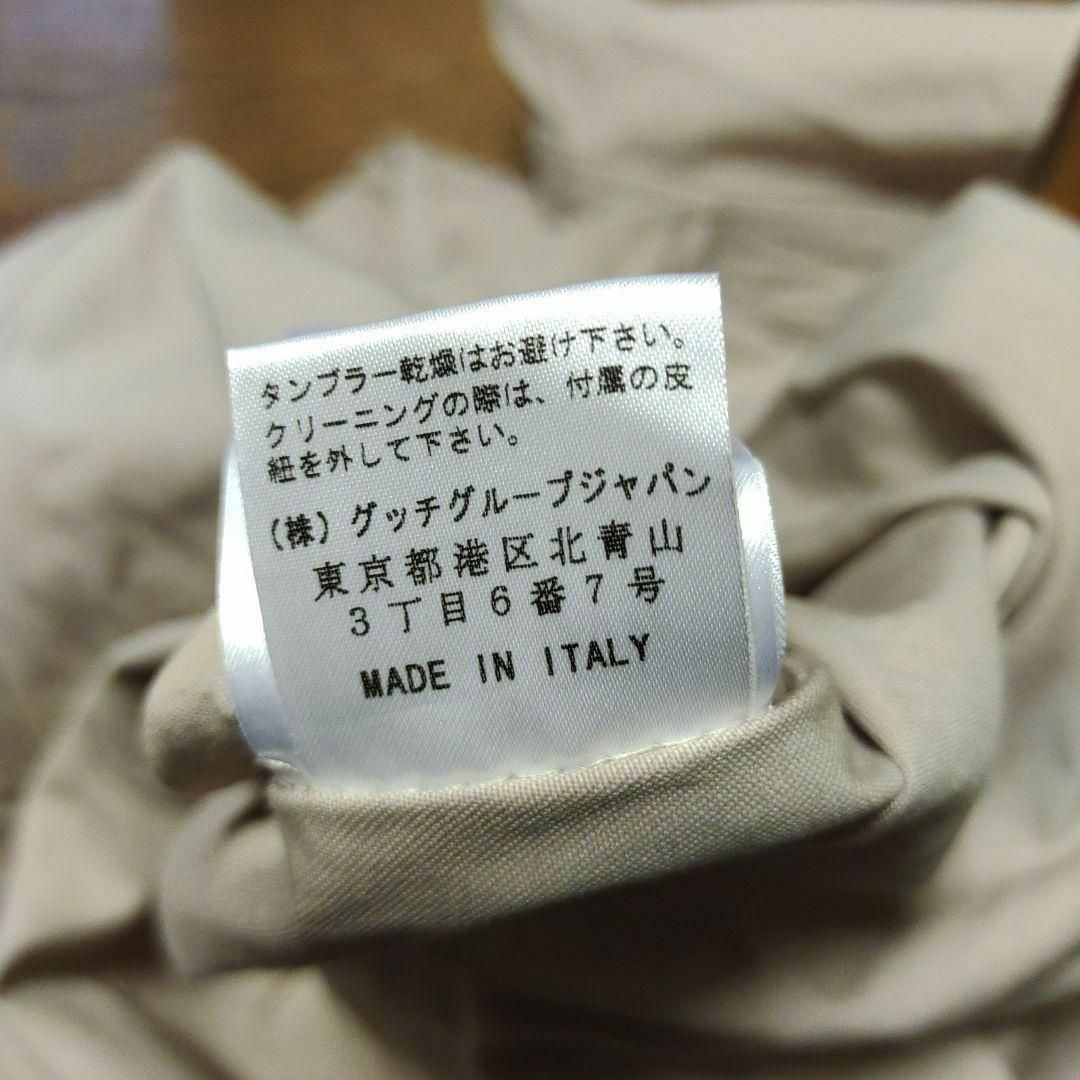 タンブラー乾燥はお避け下さい。
クリーニングの際は、付属の皮
紐を外して下さい。
(株)グッチグループジャパン
東京都港区北青山
3丁目6番7号
MADE IN ITALY